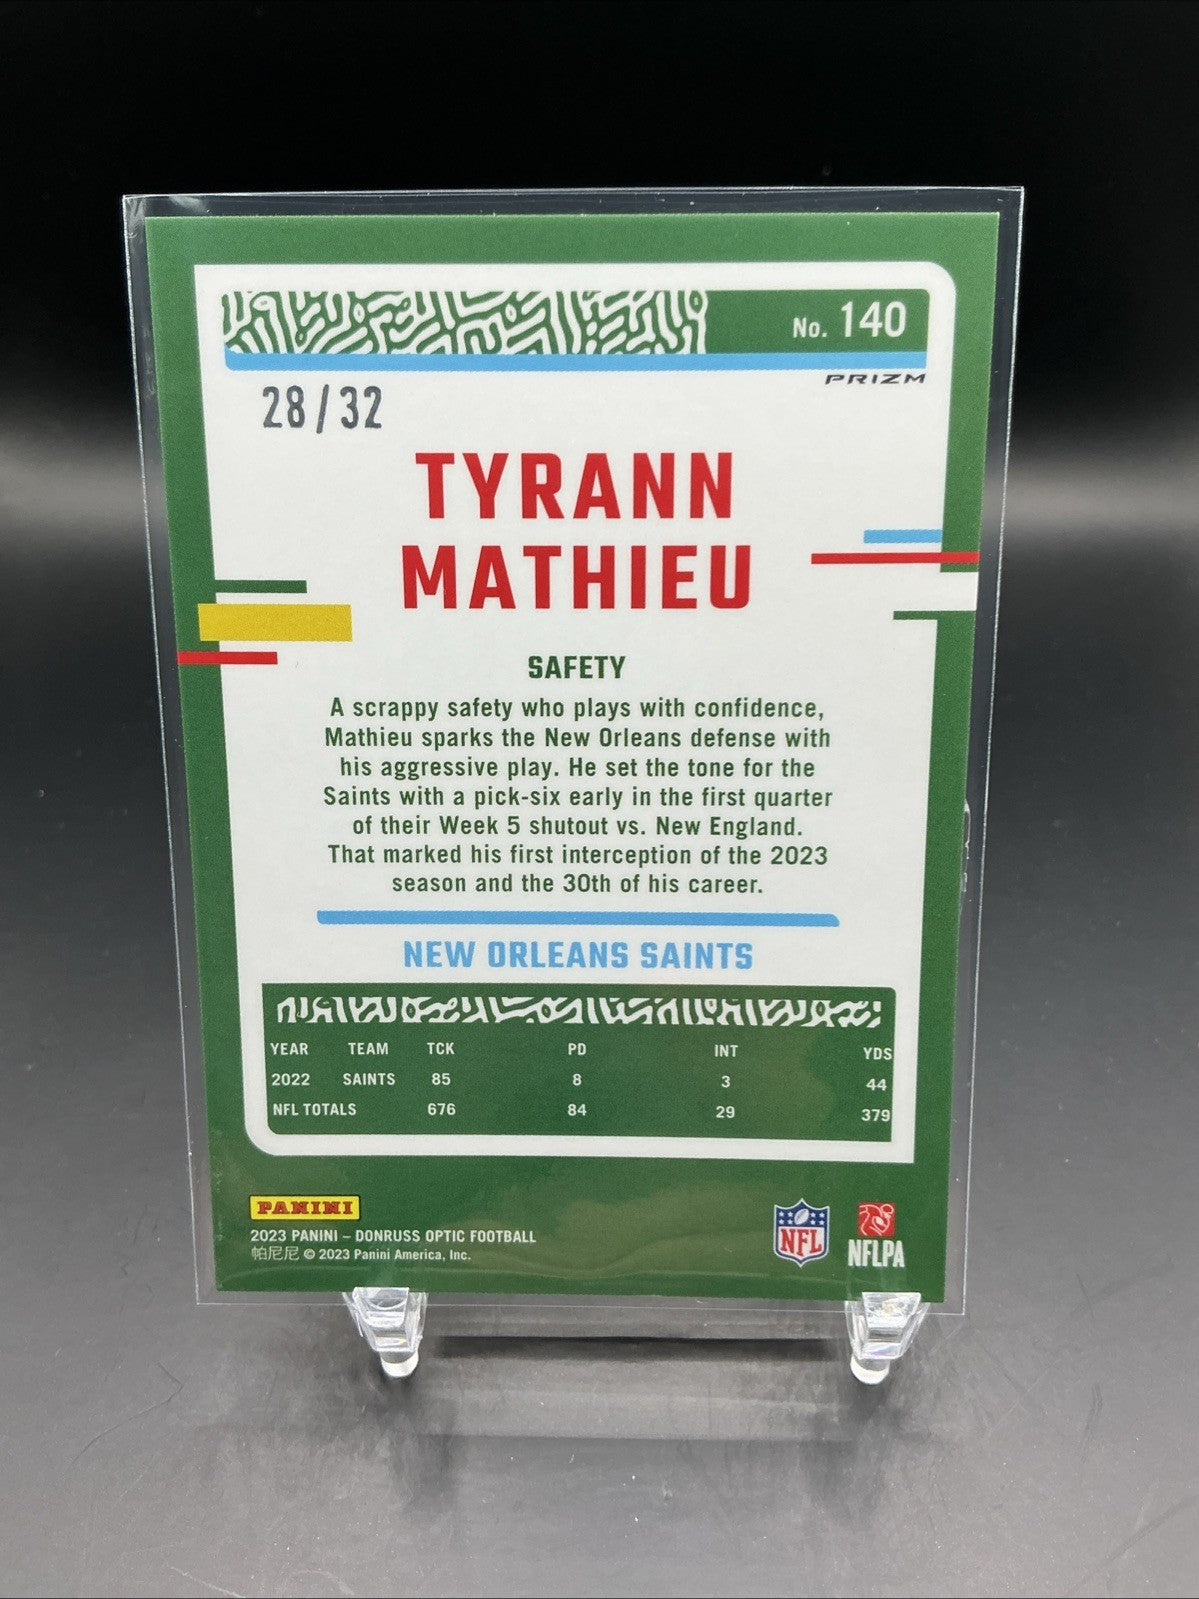 No. 140
PRIZM
28/32
TYRANN
MATHIEU
SAFETY
A scrappy safety who plays with confidence,
Mathieu sparks the New Orleans defense with
his aggressive play. He set the tone for the
Saints with a pick-six early in the first quarter
of their Week 5 shutout vs. New England.
That marked his first interception of the 2023
season and the 30th of his career.
NEW ORLEANS SAINTS
YEAR TEAM TCK PD INT YDS
2022 SAINTS 85 8 3 44
NFL TOTALS 676 84 29 379
PANINI
2023 PANINI – DONRUSS OPTIC FOOTBALL
帕尼尼 © 2023 Panini America, Inc.
NFL
NFLPA